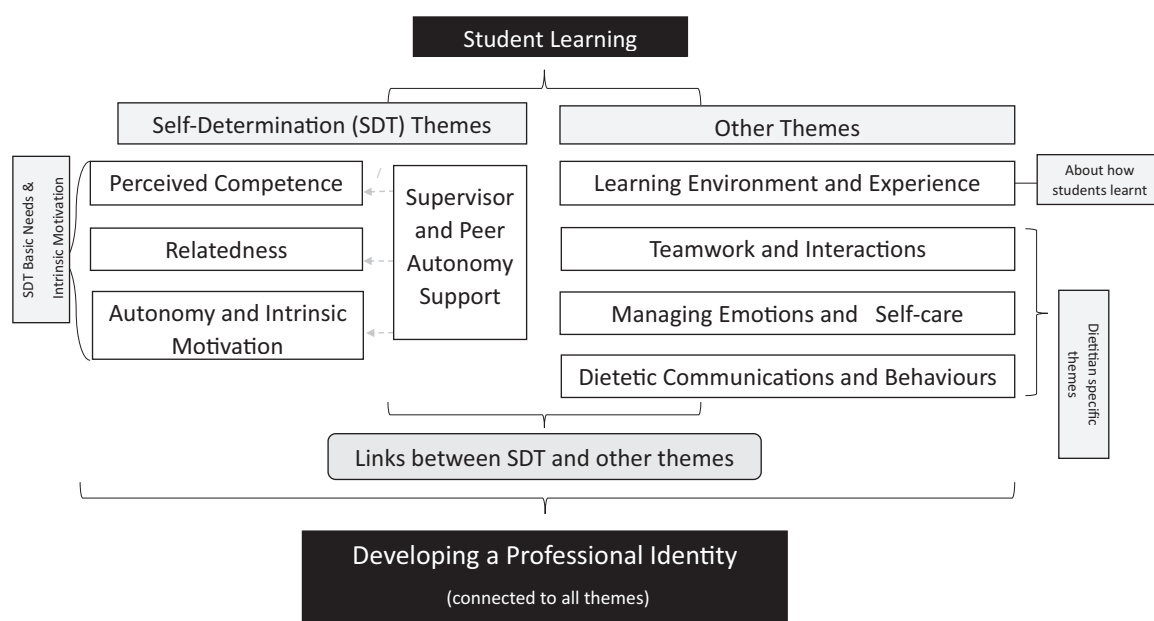 Student Learning
Self-Determination (SDT) Themes
Other Themes
SDT Basic Needs &
Intrinsic Motivation
Perceived Competence
Relatedness
Autonomy and Intrinsic
Motivation
Supervisor
and Peer
Autonomy
Support
Learning Environment and Experience
About how
students learnt
Teamwork and Interactions
Managing Emotions and Self-care
Dietetic Communications and Behaviours
Dietitian specific
themes
Links between SDT and other themes
Developing a Professional Identity
(connected to all themes)